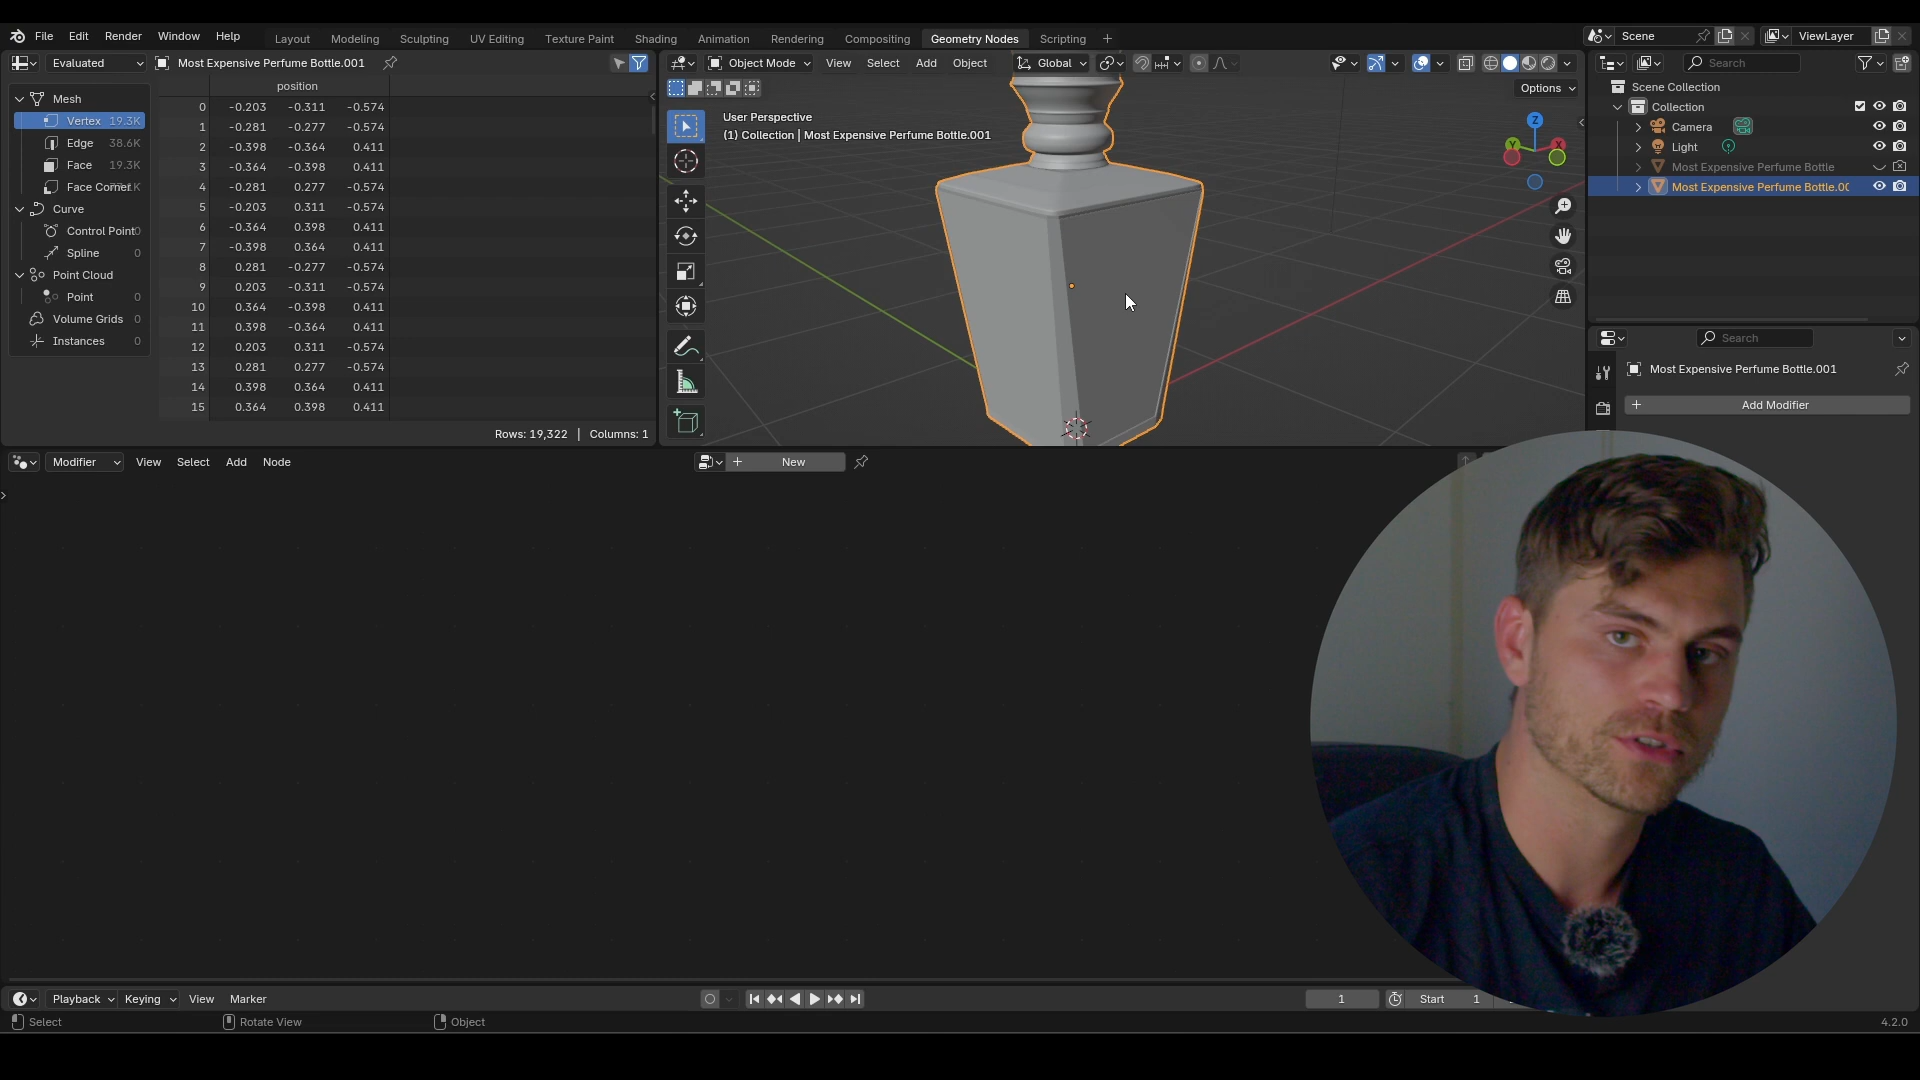 File Edit Render Window Help Layout Modeling Sculpting UV Editing Texture Paint Shading Animation Rendering Compositing Geometry Nodes Scripting + Scene ViewLayer
Evaluated Most Expensive Perfume Bottle.001
Object Mode View Select Add Object Global
Search
position
Options
Mesh
Vertex 19.3K
Edge 38.6K
Face 19.3K
Face Corne
Curve
Control Point 0
Spline 0
Point Cloud
Point 0
Volume Grids 0
Instances 0
0 -0.203 -0.311 -0.574
1 -0.281 -0.277 -0.574
2 -0.398 -0.364 0.411
3 -0.364 -0.398 0.411
4 -0.281 0.277 -0.574
5 -0.203 0.311 -0.574
6 -0.364 0.398 0.411
7 -0.398 0.364 0.411
8 0.281 -0.277 -0.574
9 0.203 -0.311 -0.574
10 0.364 -0.398 0.411
11 0.398 -0.364 0.411
12 0.203 0.311 -0.574
13 0.281 0.277 -0.574
14 0.398 0.364 0.411
15 0.364 0.398 0.411
Rows: 19,322 | Columns: 1
User Perspective
(1) Collection | Most Expensive Perfume Bottle.001
Z
Y
X
Scene Collection
Collection
Camera
Light
Most Expensive Perfume Bottle
Most Expensive Perfume Bottle.00
Search
Most Expensive Perfume Bottle.001
+ Add Modifier
Modifier View Select Add Node
+ New
Playback Keying View Marker
1 Start 1
Select Rotate View Object
4.2.0